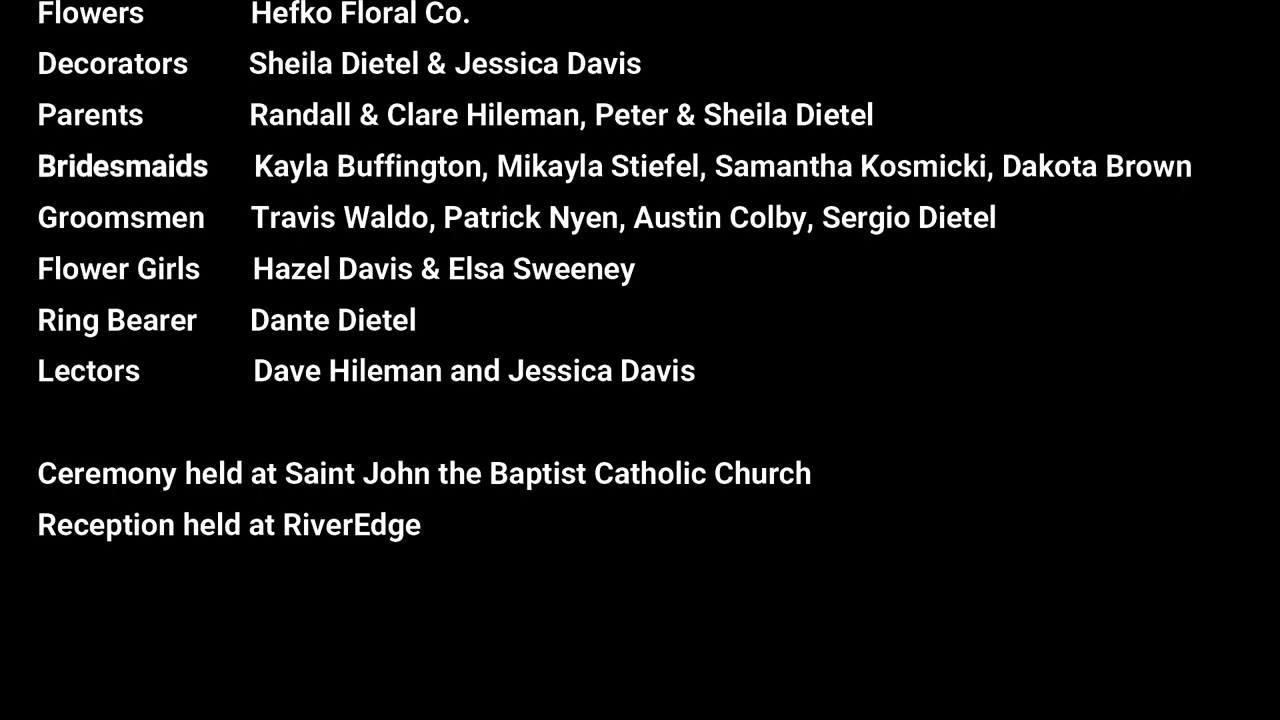 Flowers Hefko Floral Co.
Decorators Sheila Dietel & Jessica Davis
Parents Randall & Clare Hileman, Peter & Sheila Dietel
Bridesmaids Kayla Buffington, Mikayla Stiefel, Samantha Kosmicki, Dakota Brown
Groomsmen Travis Waldo, Patrick Nyen, Austin Colby, Sergio Dietel
Flower Girls Hazel Davis & Elsa Sweeney
Ring Bearer Dante Dietel
Lectors Dave Hileman and Jessica Davis
Ceremony held at Saint John the Baptist Catholic Church
Reception held at RiverEdge